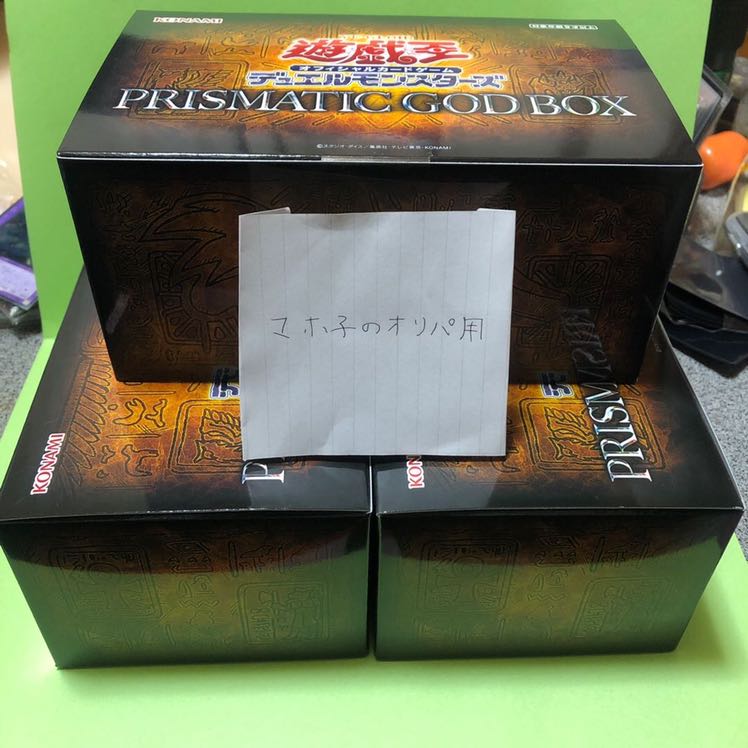 KONAMI
遊戯王
オフィシャルカードゲーム
デュエルモンスターズ
PRISMATIC GOD BOX
©スタジオ・ダイス/集英社・テレビ東京・KONAMI
マホ子のオリパ用
KONAMI
KONAMI
PRISM